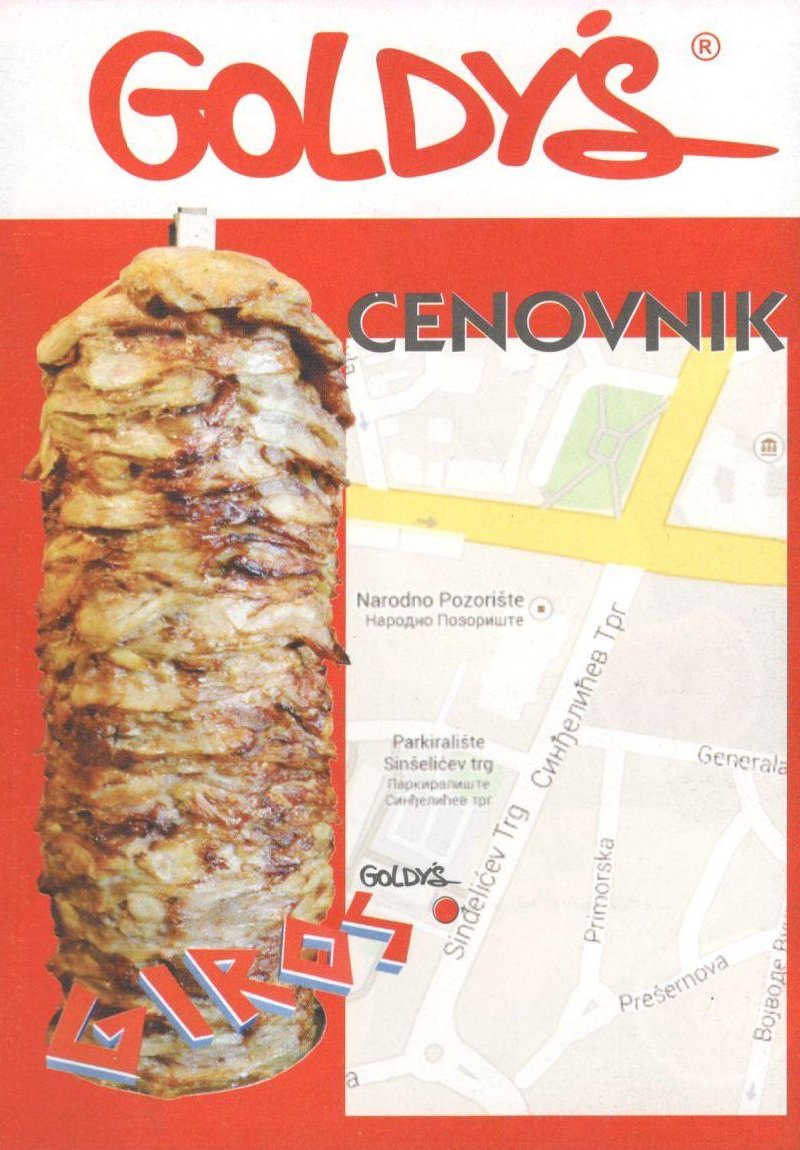 GOLDY'S ®
CENOVNIK
Narodno Pozorište
Народно Позориште
Синђелићев Трг
Parkiralište
Sinšelićev trg
Паркиралиште
Синђелићев трг
Generala
Sinđelićev Trg
Primorska
GOLDY'S
GIROS
Prešernova
Војводе
a